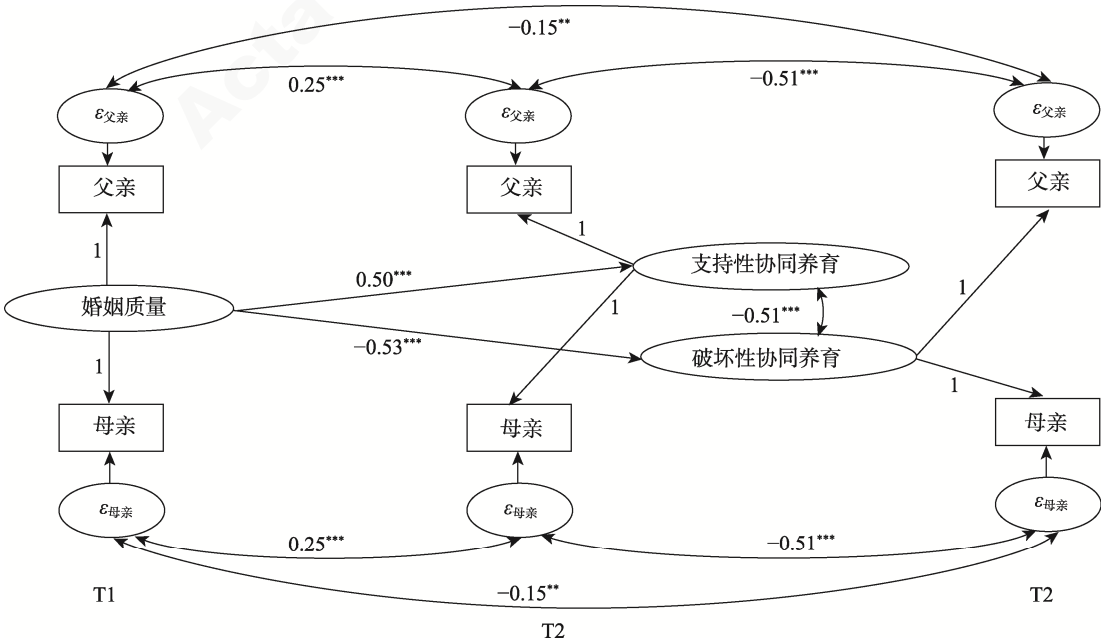 Acta
−0.15**
0.25***
−0.51***
ε父亲
ε父亲
ε父亲
父亲
父亲
父亲
1
1
支持性协同养育
0.50***
1
1
婚姻质量
−0.51***
−0.53***
破坏性协同养育
1
1
母亲
母亲
母亲
ε母亲
ε母亲
ε母亲
0.25***
−0.51***
−0.15**
T1
T2
T2